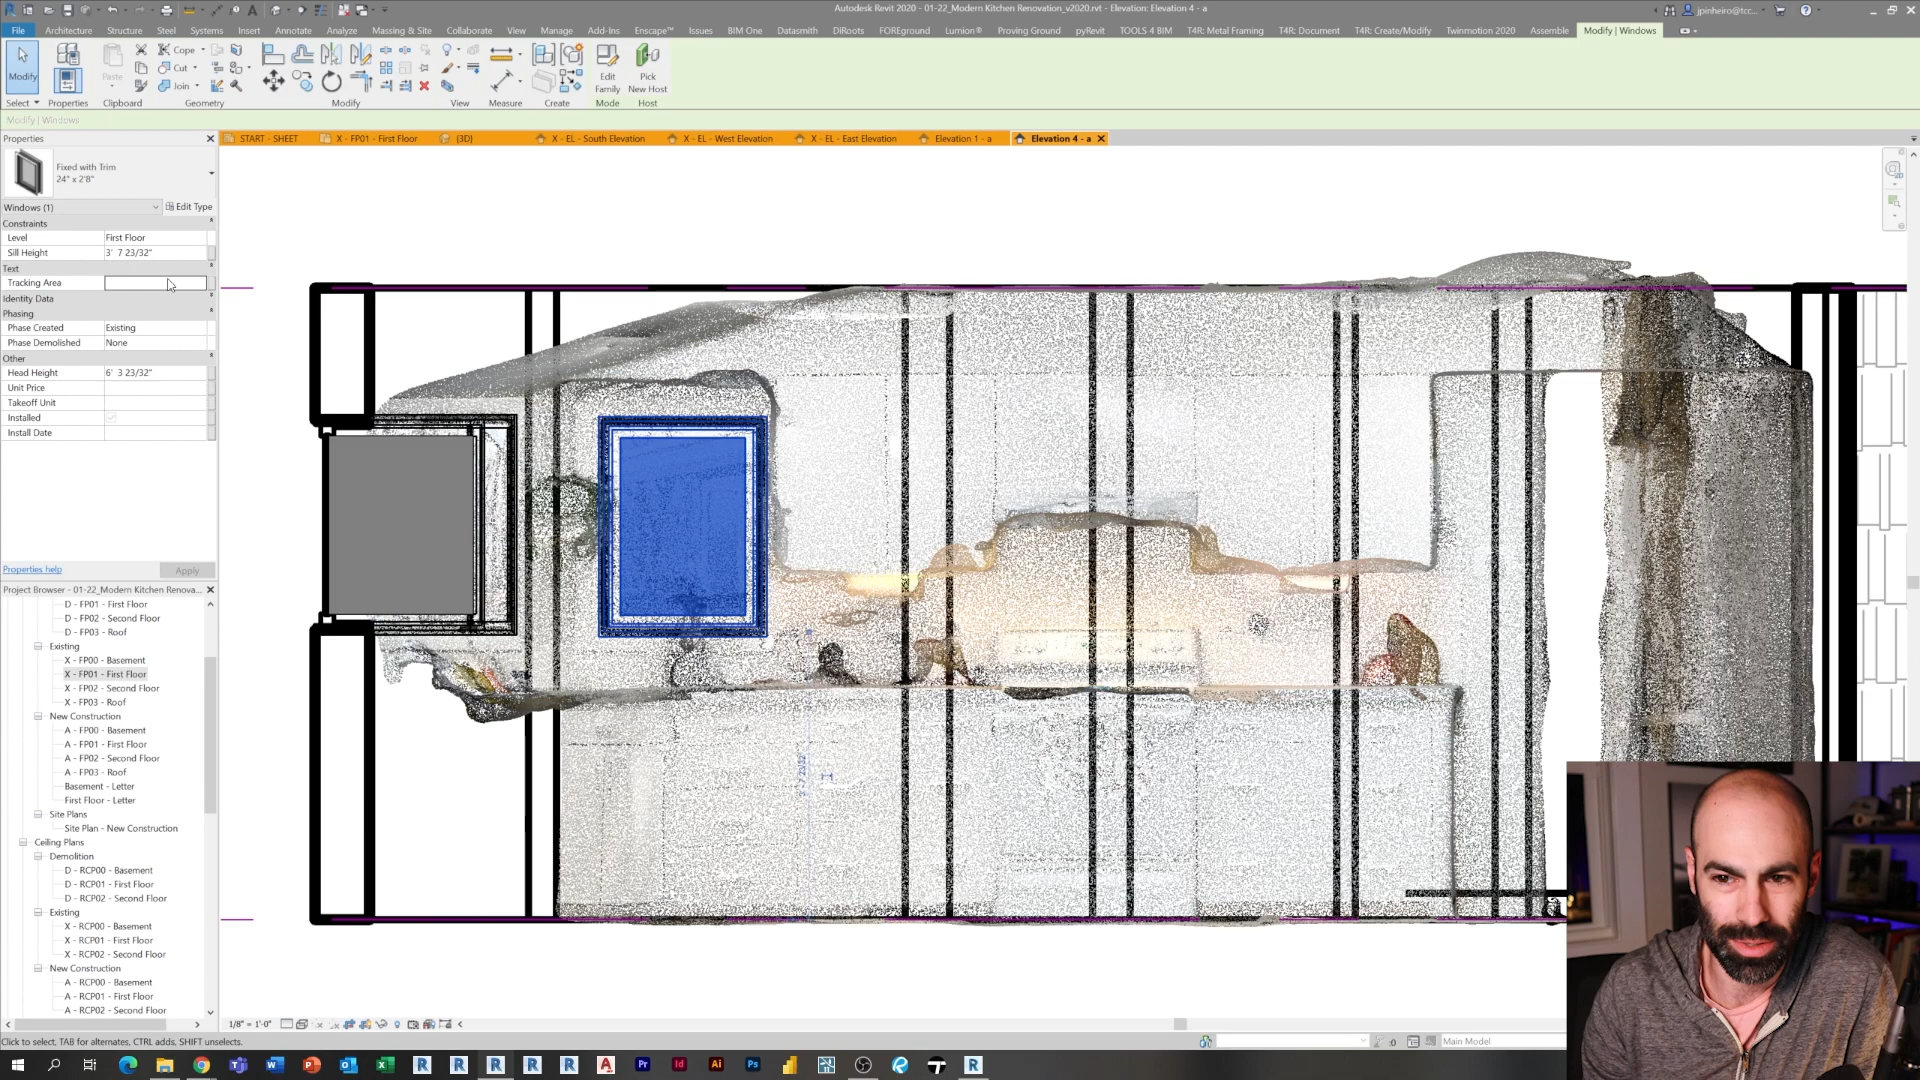 Autodesk Revit 2020 - 01-22_Modern Kitchen Renovation_v2020.rvt - Elevation: Elevation 4 - a
jpinheiro@tcc...
File Architecture Structure Steel Systems Insert Annotate Analyze Massing & Site Collaborate View Manage Add-Ins Enscape™ Issues BIM One Datasmith DiRoots FOREground Lumion® Proving Ground pyRevit TOOLS 4 BIM T4R: Metal Framing T4R: Document T4R: Create/Modify Twinmotion 2020 Assemble Modify | Windows
Modify Paste Cope Cut Join Edit Family Pick New Host
Select Properties Clipboard Geometry Modify View Measure Create Mode Host
Modify | Windows
Properties
START - SHEET X - FP01 - First Floor {3D} X - EL - South Elevation X - EL - West Elevation X - EL - East Elevation Elevation 1 - a Elevation 4 - a
Fixed with Trim
24" x 2'8"
Windows (1) Edit Type
Constraints
Level First Floor
Sill Height 3' 7 23/32"
Text
Tracking Area
Identity Data
Phasing
Phase Created Existing
Phase Demolished None
Other
Head Height 6' 3 23/32"
Unit Price
Takeoff Unit
Installed
Install Date
Properties help Apply
Project Browser - 01-22_Modern Kitchen Renova...
D - FP01 - First Floor
D - FP02 - Second Floor
D - FP03 - Roof
Existing
X - FP00 - Basement
X - FP01 - First Floor
X - FP02 - Second Floor
X - FP03 - Roof
New Construction
A - FP00 - Basement
A - FP01 - First Floor
A - FP02 - Second Floor
A - FP03 - Roof
Basement - Letter
First Floor - Letter
Site Plans
Site Plan - New Construction
Ceiling Plans
Demolition
D - RCP00 - Basement
D - RCP01 - First Floor
D - RCP02 - Second Floor
Existing
X - RCP00 - Basement
X - RCP01 - First Floor
X - RCP02 - Second Floor
New Construction
A - RCP00 - Basement
A - RCP01 - First Floor
A - RCP02 - Second Floor
3' 7 23/32"
1/8" = 1'-0"
Click to select, TAB for alternates, CTRL adds, SHIFT unselects.
:0 Main Model